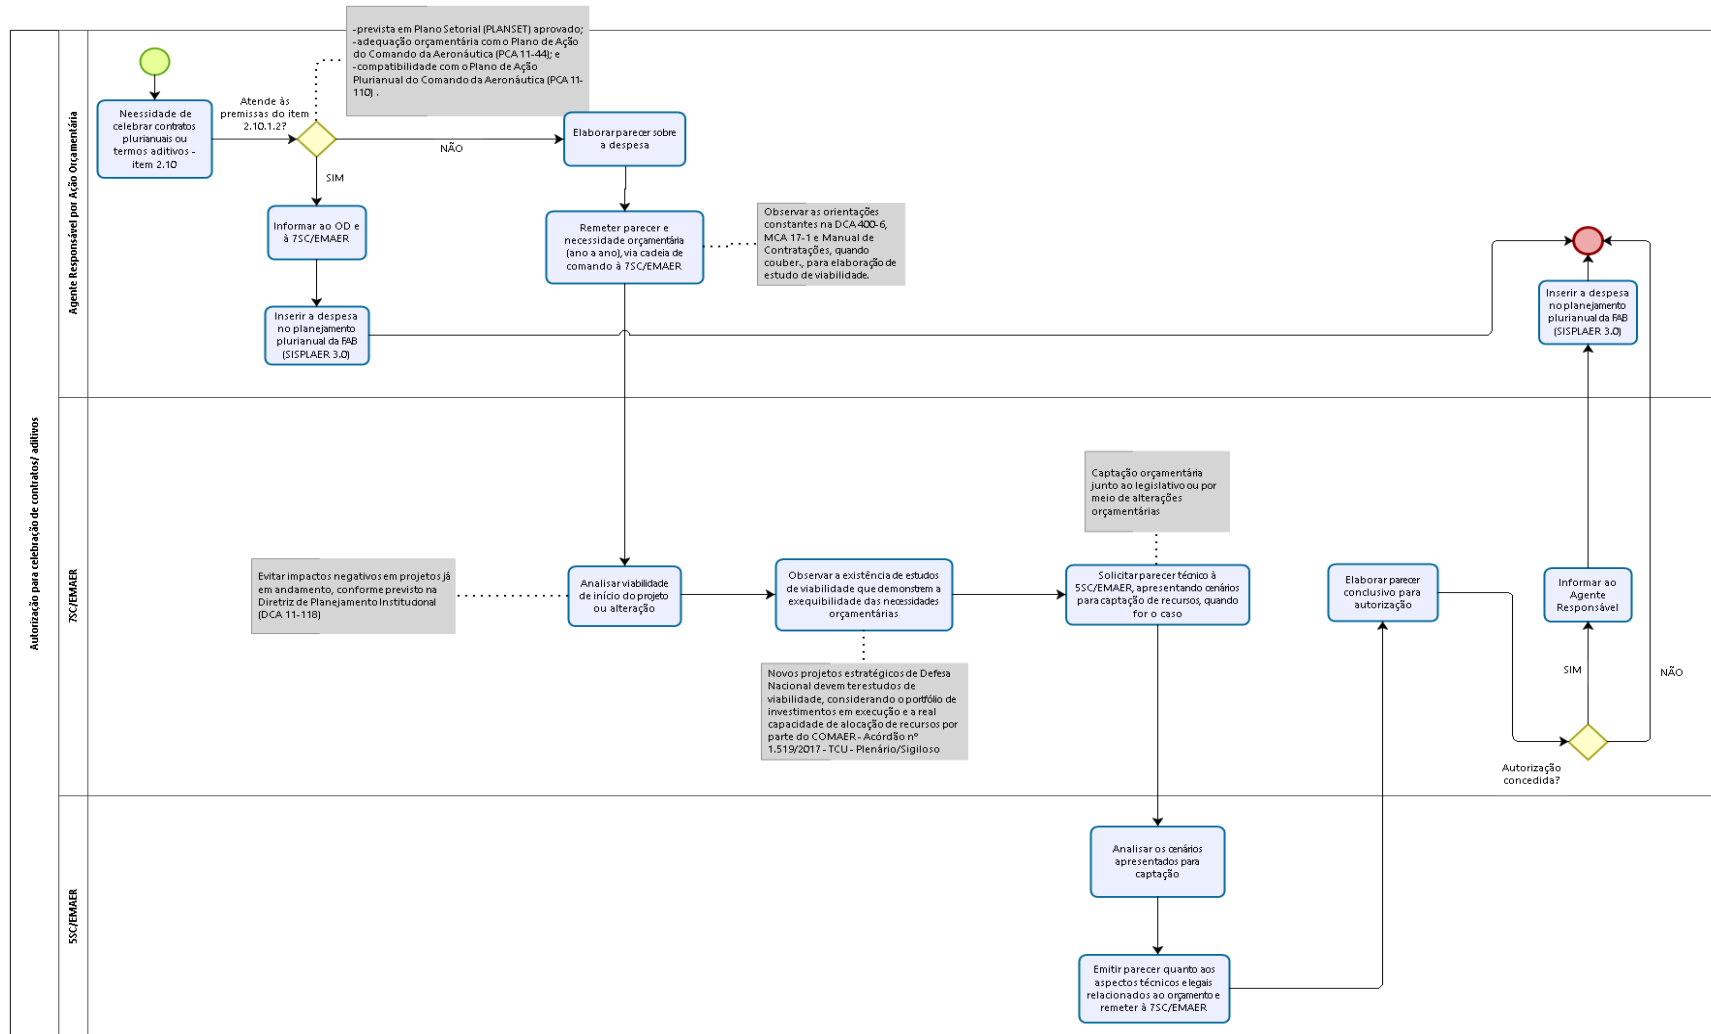 -prevista em Plano Setorial (PLANSET) aprovado;
-adequação orçamentária com o Plano de Ação
do Comando da Aeronáutica (PCA 11-44); e
-compatibilidade com o Plano de Ação
Plurianual do Comando da Aeronáutica (PCA 11-
110) .
Autorização para celebração de contratos/ aditivos
Agente Responsável por Ação Orçamentária
Neessidade de
celebrar contratos
plurianuais ou
termos aditivos -
item 2.10
Atende às
premissas do item
2.10.1.2?
NÃO
SIM
Elaborar parecer sobre
a despesa
Informar ao OD e
à 7SC/EMAER
Remeter parecer e
necessidade orçamentária
(ano a ano), via cadeia de
comando à 7SC/EMAER
Observar as orientações
constantes na DCA 400-6,
MCA 17-1 e Manual de
Contratações, quando
couber., para elaboração de
estudo de viabilidade.
Inserir a despesa
no planejamento
plurianual da FAB
(SISPLAER 3.0)
Inserir a despesa
no planejamento
plurianual da FAB
(SISPLAER 3.0)
7SC/EMAER
Captação orçamentária
junto ao legislativo ou por
meio de alterações
orçamentárias
Evitar impactos negativos em projetos já
em andamento, conforme previsto na
Diretriz de Planejamento Institucional
(DCA 11-118)
Analisar viabilidade
de início do projeto
ou alteração
Observar a existência de estudos
de viabilidade que demonstrem a
exequibilidade das necessidades
orçamentárias
Solicitar parecer técnico à
5SC/EMAER, apresentando cenários
para captação de recursos, quando
for o caso
Elaborar parecer
conclusivo para
autorização
Informar ao
Agente
Responsável
Novos projetos estratégicos de Defesa
Nacional devem ter estudos de
viabilidade, considerando o portfólio de
investimentos em execução e a real
capacidade de alocação de recursos por
parte do COMAER - Acórdão nº
1.519/2017 - TCU - Plenário/Sigiloso
SIM
NÃO
Autorização
concedida?
5SC/EMAER
Analisar os cenários
apresentados para
captação
Emitir parecer quanto aos
aspectos técnicos e legais
relacionados ao orçamento e
remeter à 7SC/EMAER